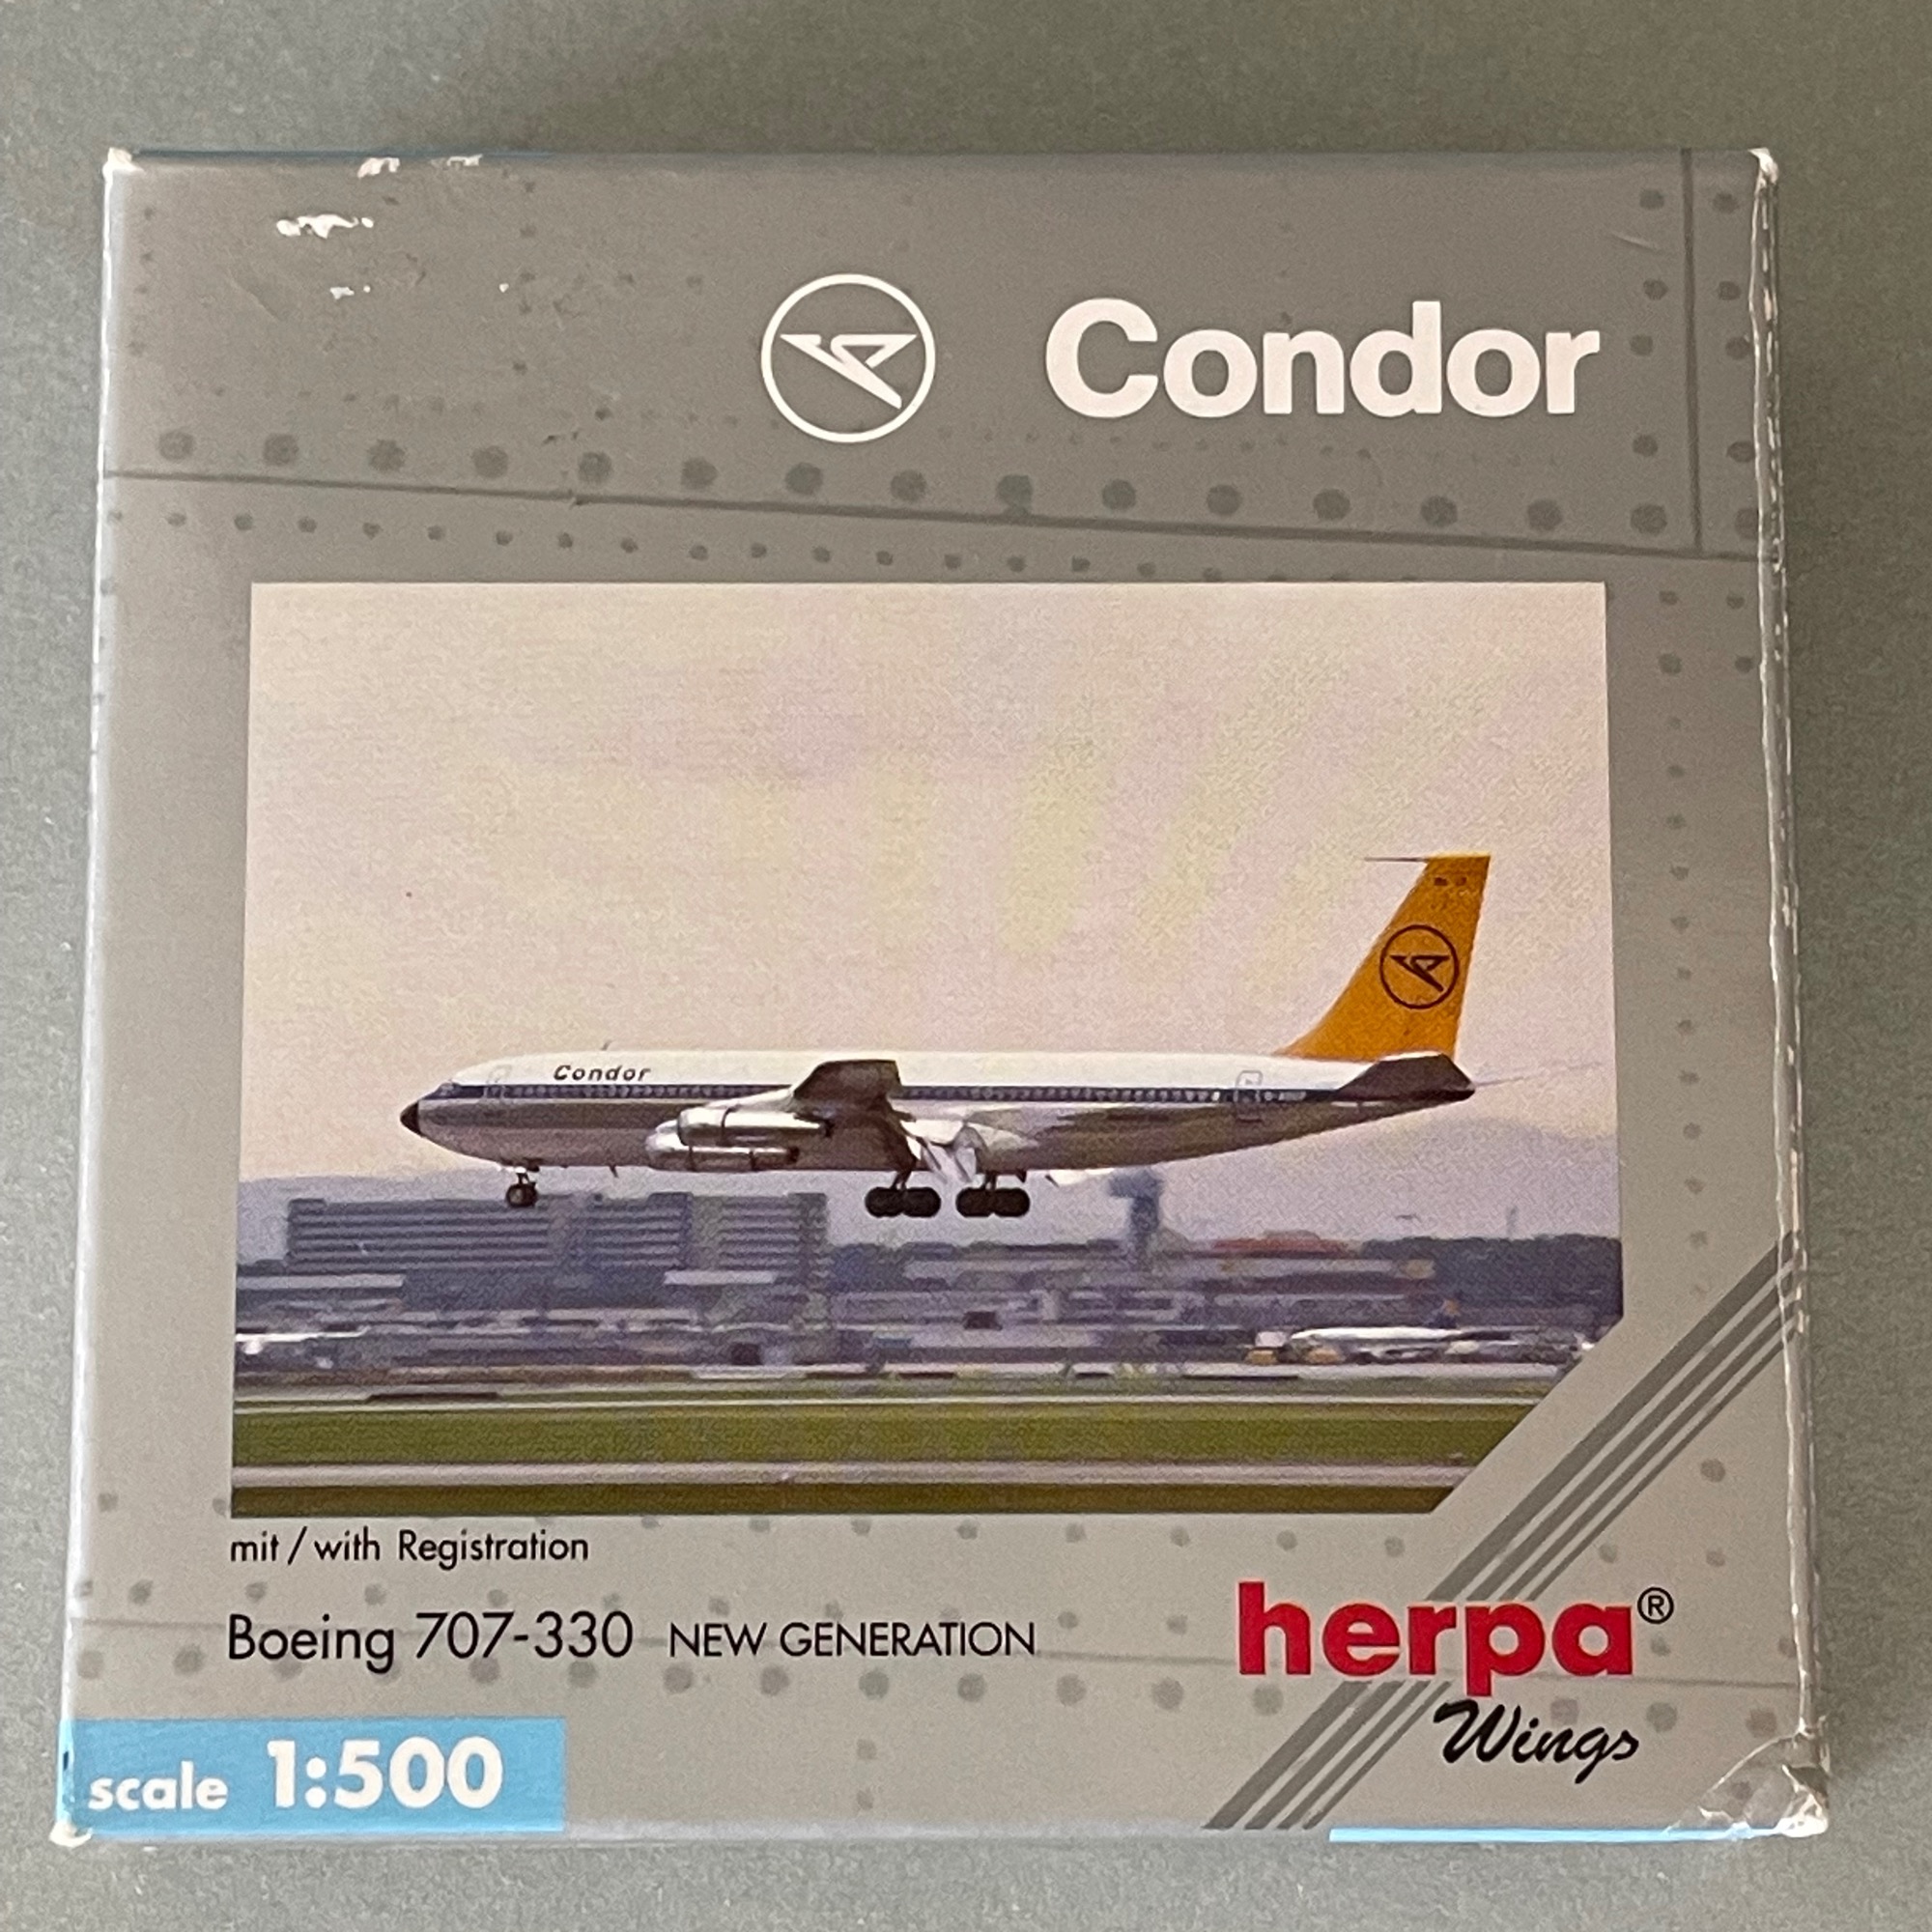 Condor
Condor
mit / with Registration
Boeing 707-330 NEW GENERATION
herpa®
Wings
scale 1:500